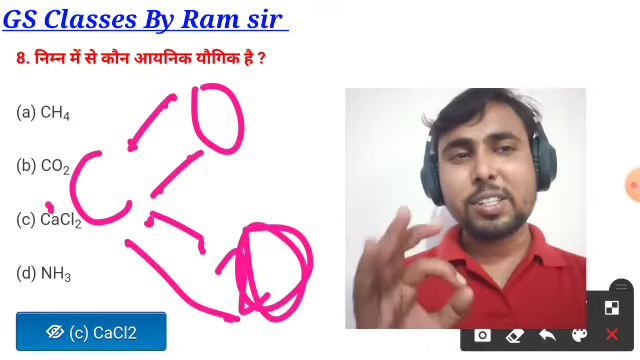 GS Classes By Ram sir
8. निम्न में से कौन आयनिक यौगिक है ?
(a) CH₄
(b) CO₂
(c) CaCl₂
(d) NH₃
(c) CaCl2